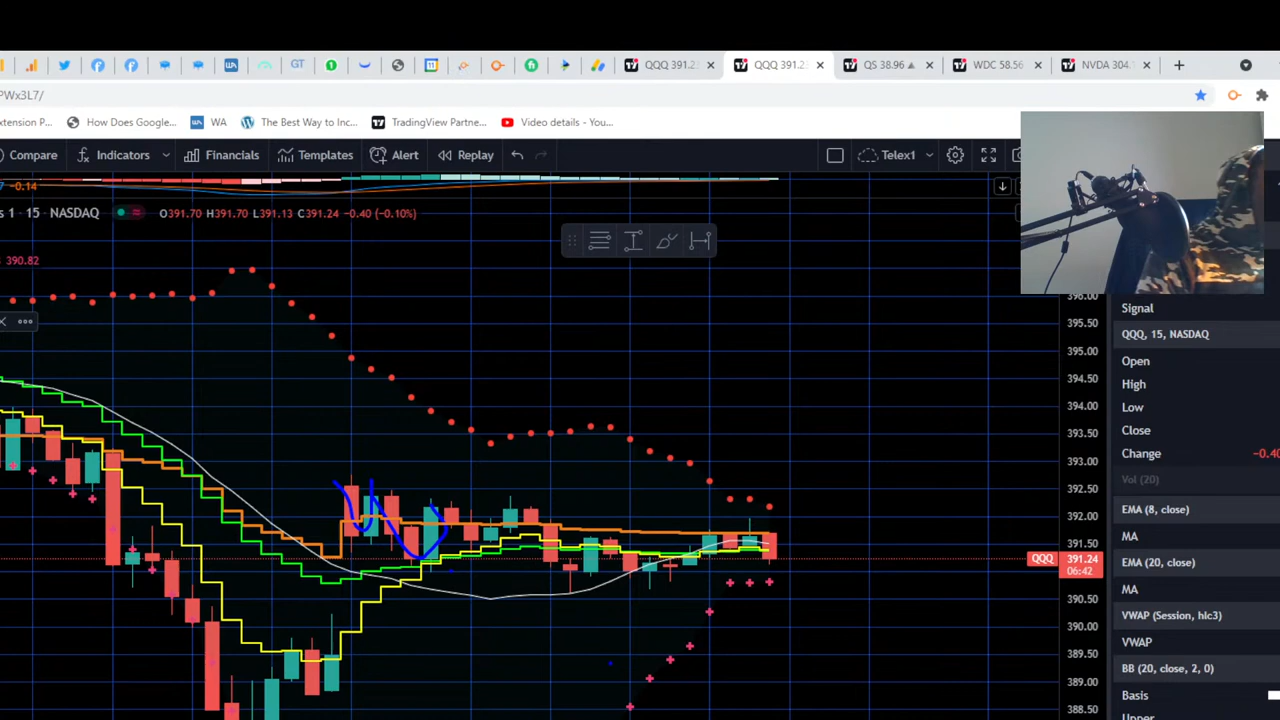 QQQ 391.2
QQQ 391.2
QS 38.96
WDC 58.56
NVDA 304.
PWx3L7/
xtension P...
How Does Google...
WA
The Best Way to Inc...
TradingView Partne...
Video details - You...
Compare
Indicators
Financials
Templates
Alert
Replay
Telex1
-0.14
s 1 · 15 NASDAQ
O391.70 H391.70 L391.13 C391.24 -0.40 (-0.10%)
390.82
396.00
395.50
395.00
394.50
394.00
393.50
393.00
392.50
392.00
391.50
QQQ 391.24
06:42
390.50
390.00
389.50
389.00
388.50
Signal
QQQ, 15, NASDAQ
Open
High
Low
Close
Change -0.40
Vol (20)
EMA (8, close)
MA
EMA (20, close)
MA
VWAP (Session, hlc3)
VWAP
BB (20, close, 2, 0)
Basis
Upper